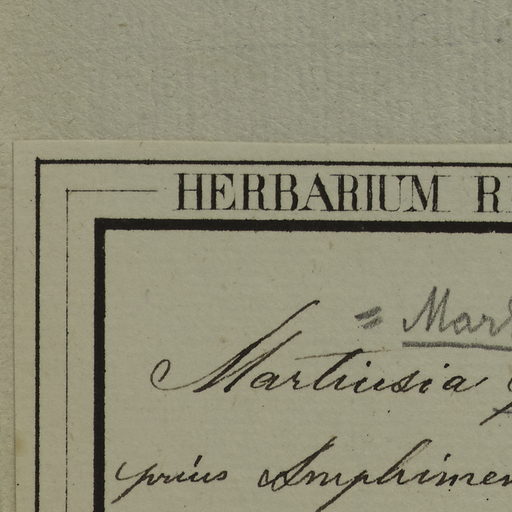 HERBARIUM R
= Mar
Martiusia
prius Amphimen